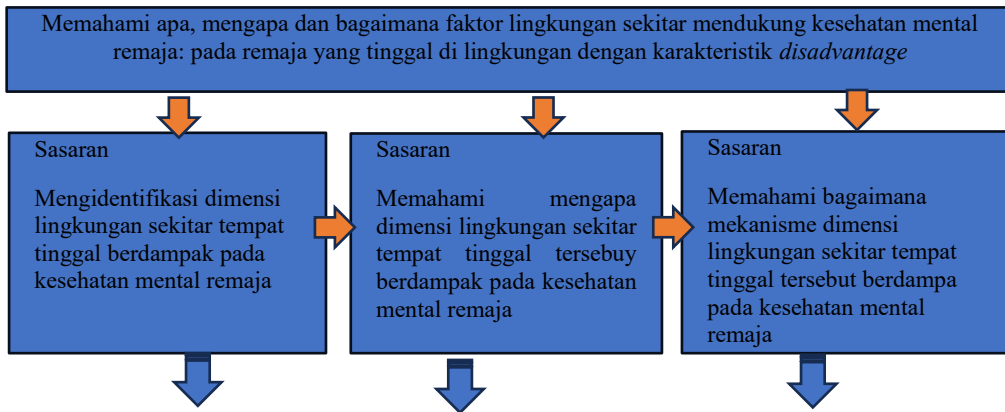 Memahami apa, mengapa dan bagaimana faktor lingkungan sekitar mendukung kesehatan mental
remaja: pada remaja yang tinggal di lingkungan dengan karakteristik disadvantage
Sasaran
Mengidentifikasi dimensi
lingkungan sekitar tempat
tinggal berdampak pada
kesehatan mental remaja
Sasaran
Memahami mengapa
dimensi lingkungan sekitar
tempat tinggal tersebuy
berdampak pada kesehatan
mental remaja
Sasaran
Memahami bagaimana
mekanisme dimensi
lingkungan sekitar tempat
tinggal tersebut berdampa
pada kesehatan mental
remaja